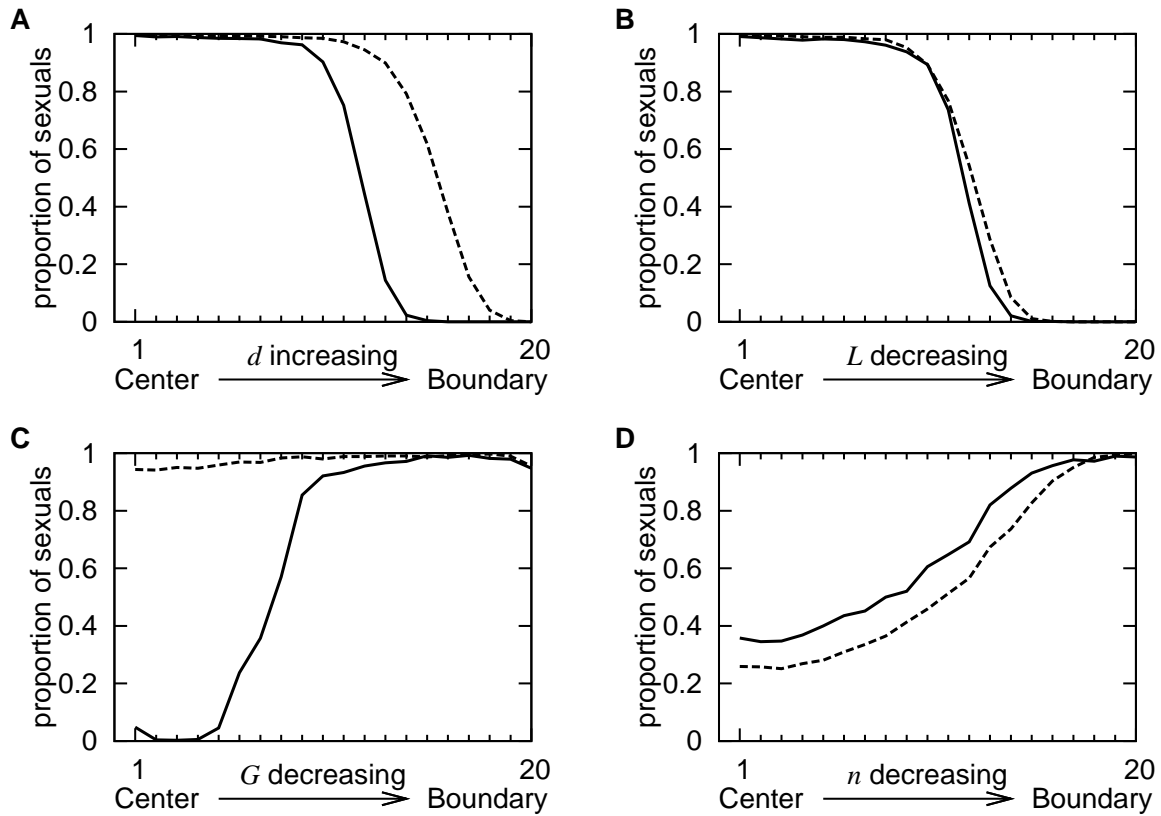 A
proportion of sexuals
1
0.8
0.6
0.4
0.2
0
1
20
d increasing
Center
Boundary
B
proportion of sexuals
1
0.8
0.6
0.4
0.2
0
1
20
L decreasing
Center
Boundary
C
proportion of sexuals
1
0.8
0.6
0.4
0.2
0
1
20
G decreasing
Center
Boundary
D
proportion of sexuals
1
0.8
0.6
0.4
0.2
0
1
20
n decreasing
Center
Boundary